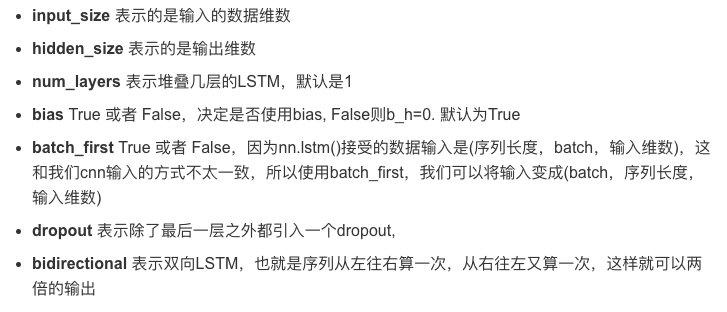 input_size 表示的是输入的数据维数
hidden_size 表示的是输出维数
num_layers 表示堆叠几层的LSTM，默认是1
bias True 或者 False，决定是否使用bias, False则b_h=0. 默认为True
batch_first True 或者 False，因为nn.lstm()接受的数据输入是(序列长度，batch，输入维数)，这
和我们cnn输入的方式不太一致，所以使用batch_first，我们可以将输入变成(batch，序列长度，
输入维数)
dropout 表示除了最后一层之外都引入一个dropout,
bidirectional 表示双向LSTM，也就是序列从左往右算一次，从右往左又算一次，这样就可以两
倍的输出